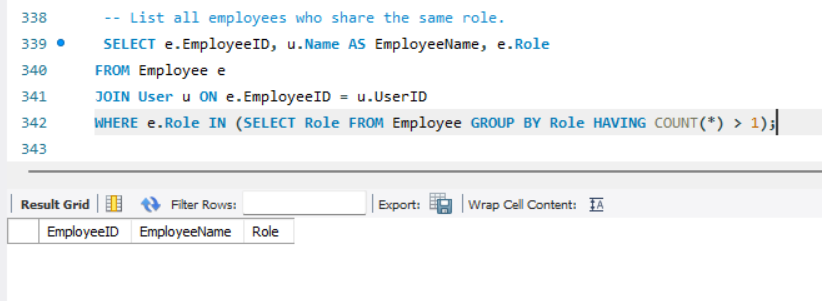 338 -- List all employees who share the same role.
339 SELECT e.EmployeeID, u.Name AS EmployeeName, e.Role
340 FROM Employee e
341 JOIN User u ON e.EmployeeID = u.UserID
342 WHERE e.Role IN (SELECT Role FROM Employee GROUP BY Role HAVING COUNT(*) > 1);
343
Result Grid Filter Rows: Export: Wrap Cell Content: IA
EmployeeID EmployeeName Role